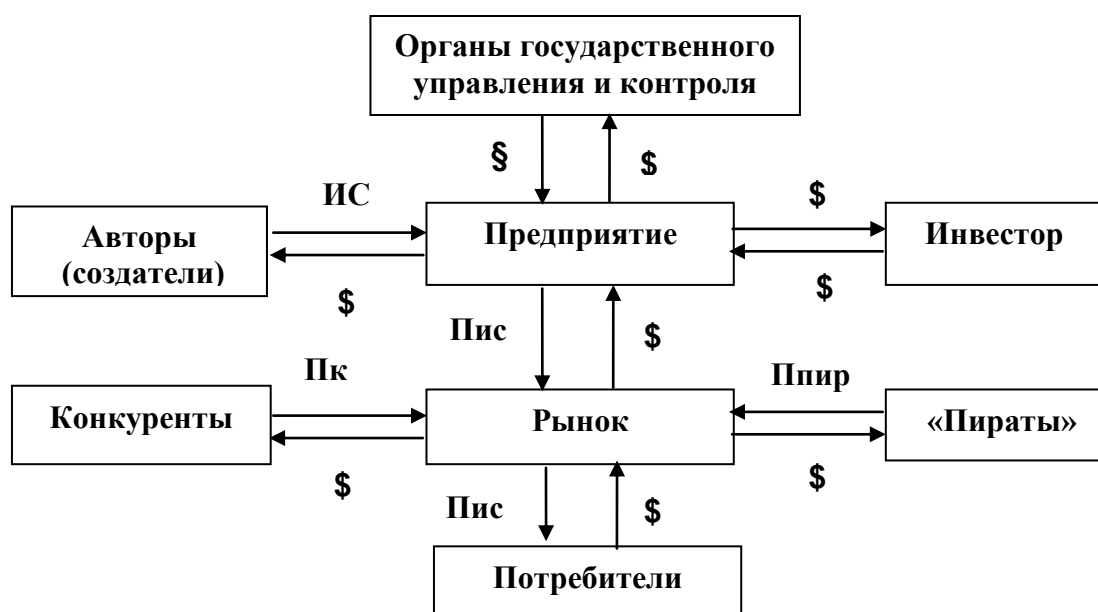 Органы государственного
управления и контроля
§
$
ИС
$
Авторы
(создатели)
Предприятие
Инвестор
$
$
Пис
$
Пк
Ппир
Конкуренты
Рынок
«Пираты»
$
$
Пис
$
Потребители